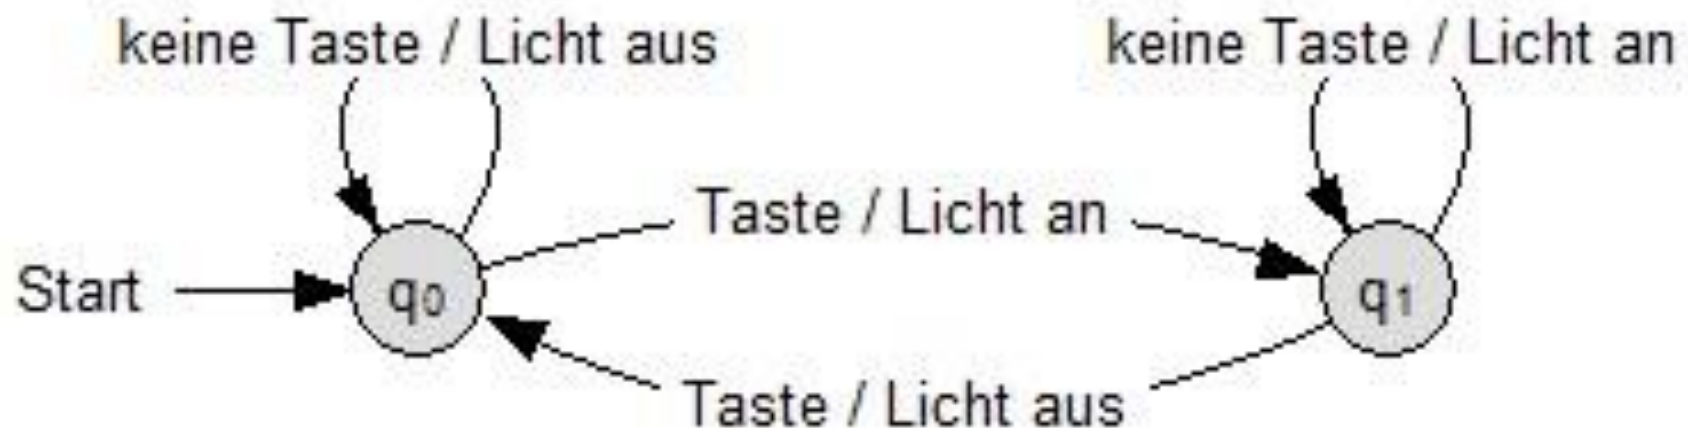 keine Taste / Licht aus
keine Taste / Licht an
Taste / Licht an
Start
q0
q1
Taste / Licht aus